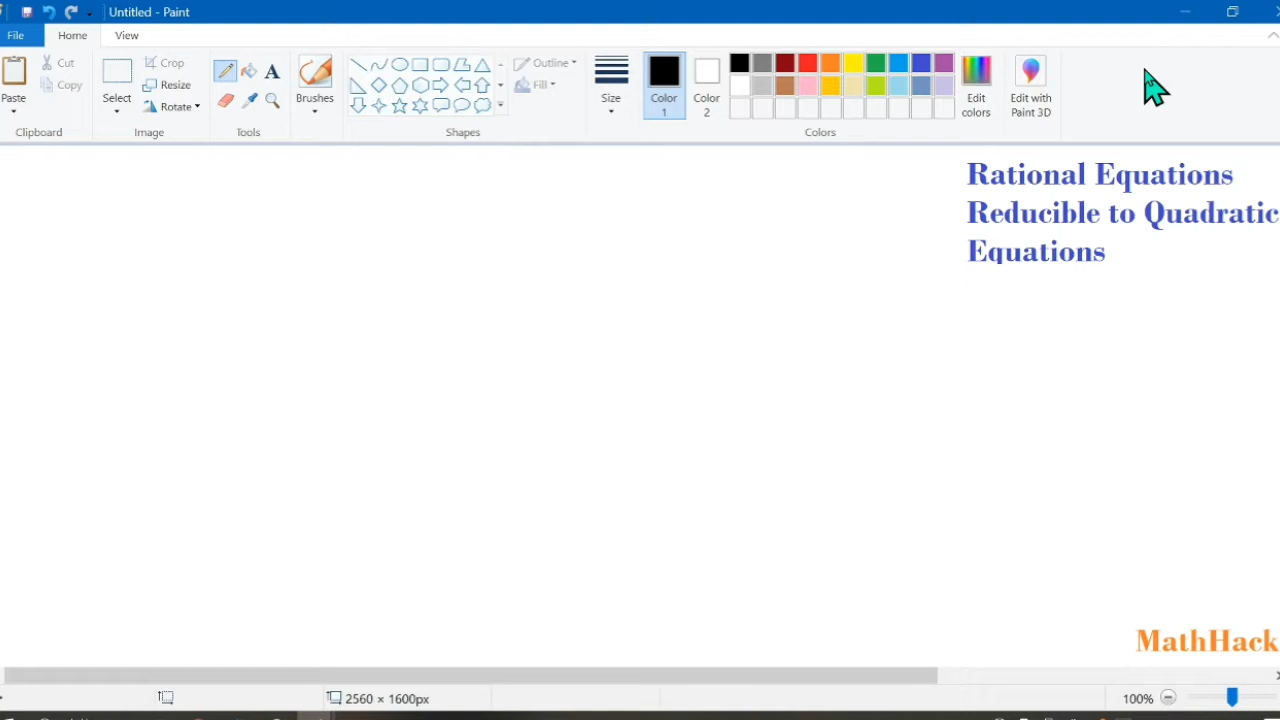 Untitled - Paint
File Home View
Paste
Cut
Copy
Clipboard
Select
Crop
Resize
Rotate
Image
Tools
Brushes
Shapes
Outline
Fill
Size
Color 1
Color 2
Colors
Edit colors
Edit with Paint 3D
Rational Equations
Reducible to Quadratic
Equations
MathHack
2560 × 1600px
100%